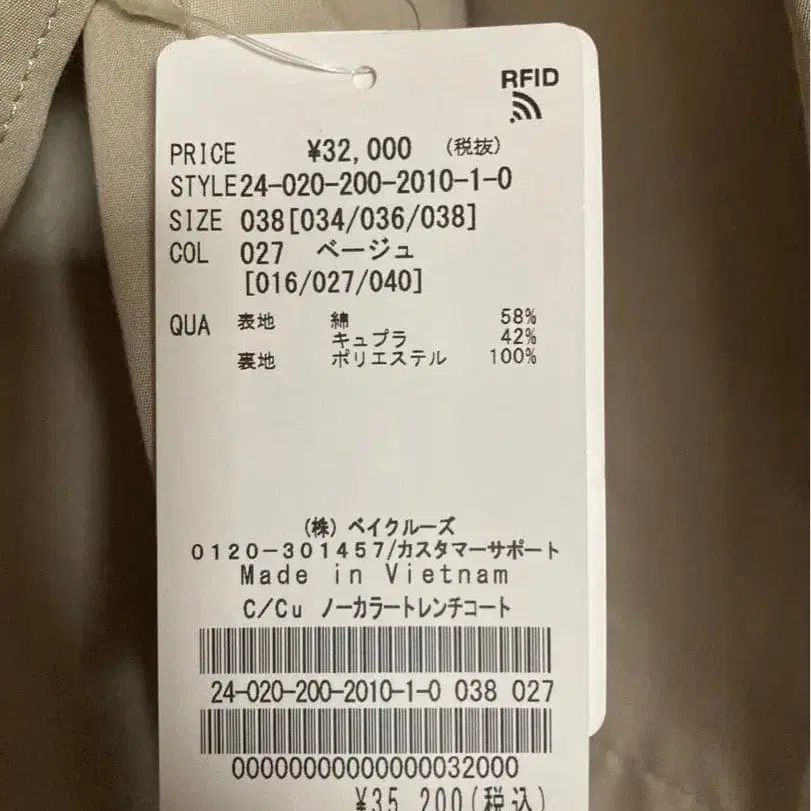 RFID
PRICE ¥32,000 (税抜)
STYLE24-020-200-2010-1-0
SIZE 038[034/036/038]
COL 027 ベージュ
[016/027/040]
QUA 表地 綿 58%
キュプラ 42%
裏地 ポリエステル 100%
(株) ベイクルーズ
0120-301457/カスタマーサポート
Made in Vietnam
C/Cu ノーカラートレンチコート
24-020-200-2010-1-0 038 027
00000000000000032000
¥35,200(税込)